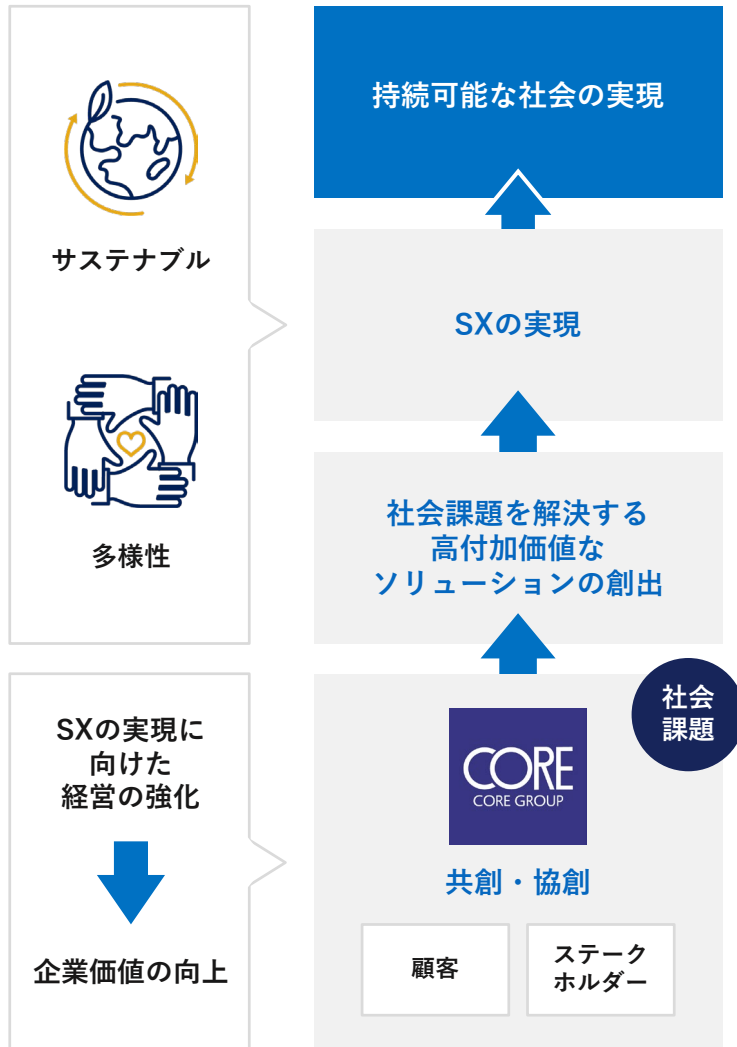 サステナブル
多様性
持続可能な社会の実現
SXの実現
社会課題を解決する
高付加価値な
ソリューションの創出
SXの実現に
向けた
経営の強化
企業価値の向上
社会
課題
CORE
CORE GROUP
共創・協創
顧客
ステーク
ホルダー